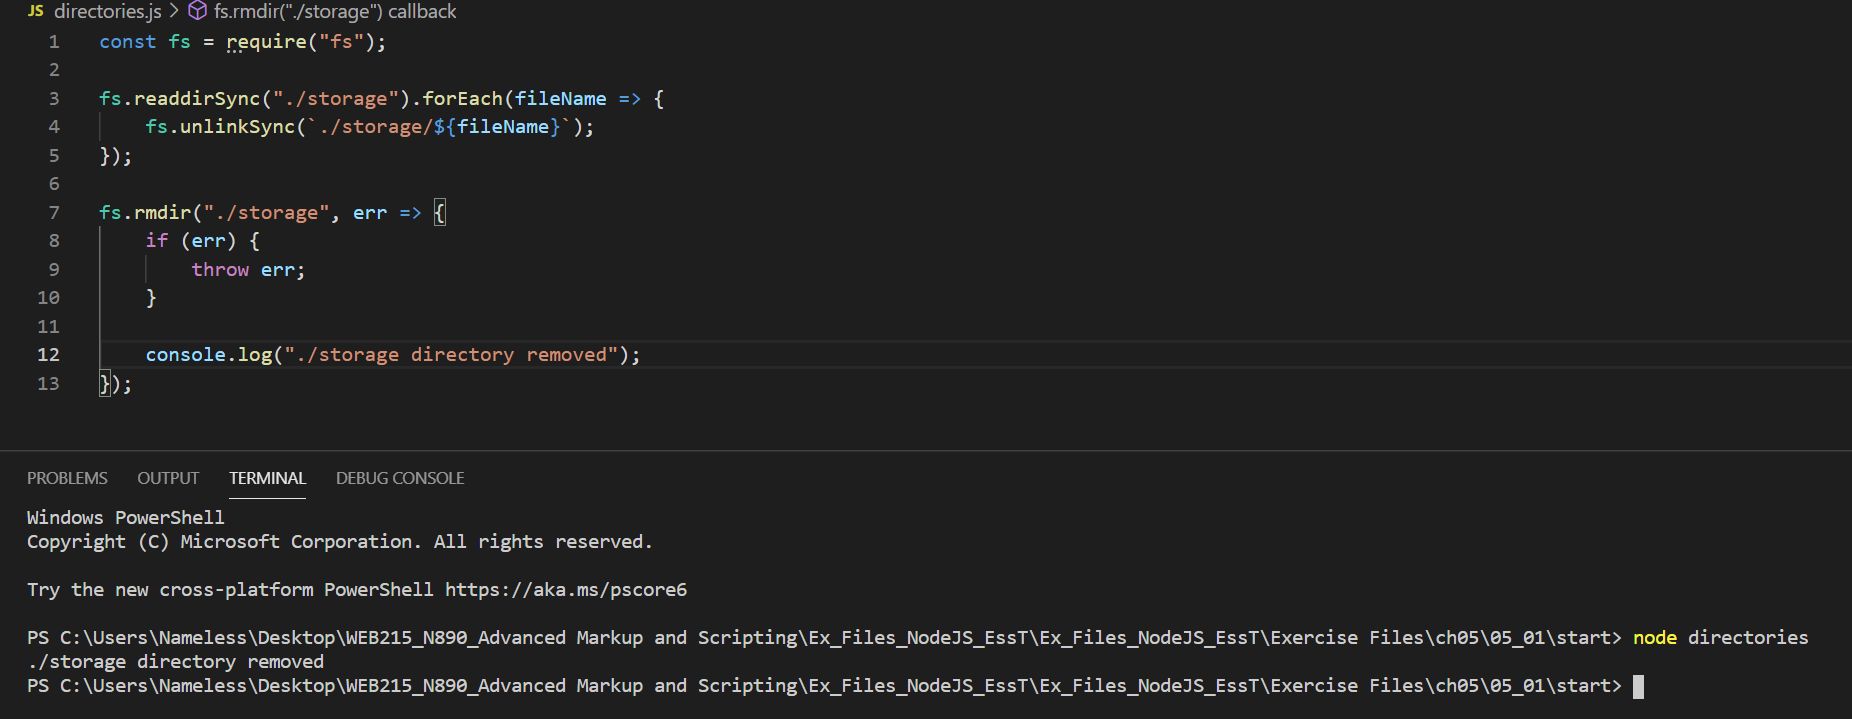 JS directories.js > fs.rmdir("./storage") callback
1 const fs = require("fs");
2
3 fs.readdirSync("./storage").forEach(fileName => {
4     fs.unlinkSync(`./storage/${fileName}`);
5 });
6
7 fs.rmdir("./storage", err => {
8     if (err) {
9         throw err;
10     }
11
12     console.log("./storage directory removed");
13 });
PROBLEMS OUTPUT TERMINAL DEBUG CONSOLE
Windows PowerShell
Copyright (C) Microsoft Corporation. All rights reserved.
Try the new cross-platform PowerShell https://aka.ms/pscore6
PS C:\Users\Nameless\Desktop\WEB215_N890_Advanced Markup and Scripting\Ex_Files_NodeJS_EssT\Ex_Files_NodeJS_EssT\Exercise Files\ch05\05_01\start> node directories
./storage directory removed
PS C:\Users\Nameless\Desktop\WEB215_N890_Advanced Markup and Scripting\Ex_Files_NodeJS_EssT\Ex_Files_NodeJS_EssT\Exercise Files\ch05\05_01\start>